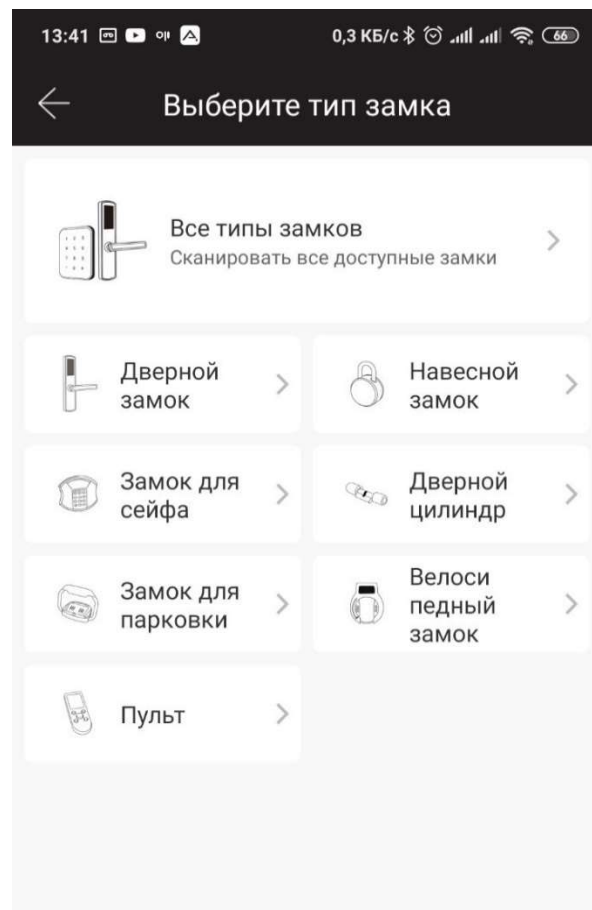 13:41 0,3 КБ/с 66
Выберите тип замка
Все типы замков
Сканировать все доступные замки
Дверной
замок
Навесной
замок
Замок для
сейфа
Дверной
цилиндр
Замок для
парковки
Велоси
педный
замок
Пульт